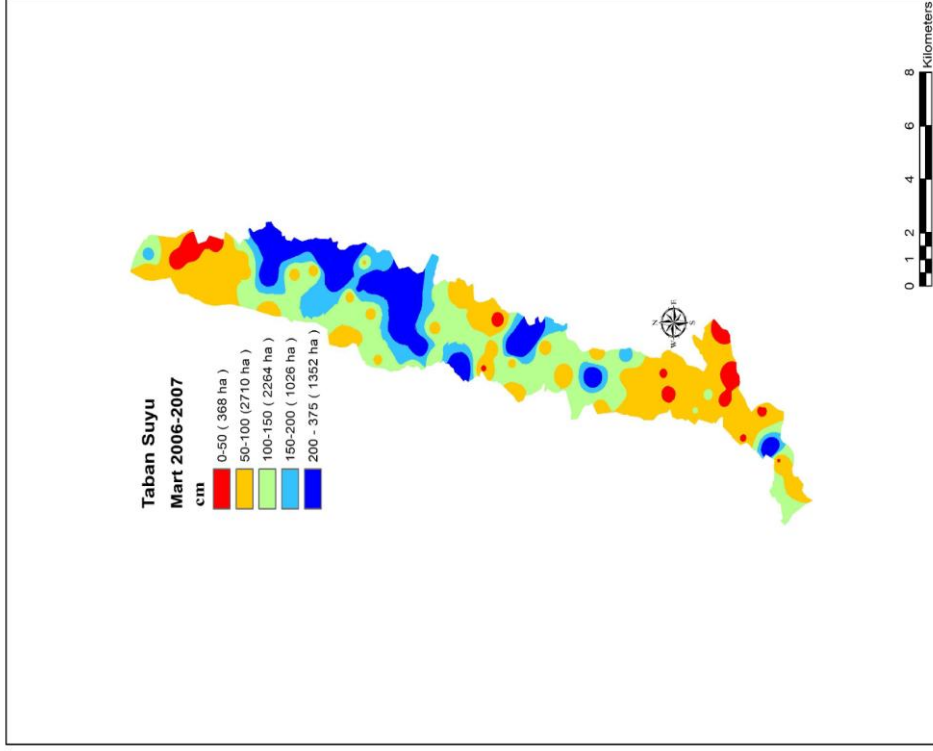 Taban Suyu
Mart 2006-2007
cm
0-50 ( 368 ha )
50-100 (2710 ha )
100-150 ( 2264 ha )
150-200 ( 1026 ha )
200 - 375 ( 1352 ha )
N
W E
S
0 1 2 4 6 8
Kilometers